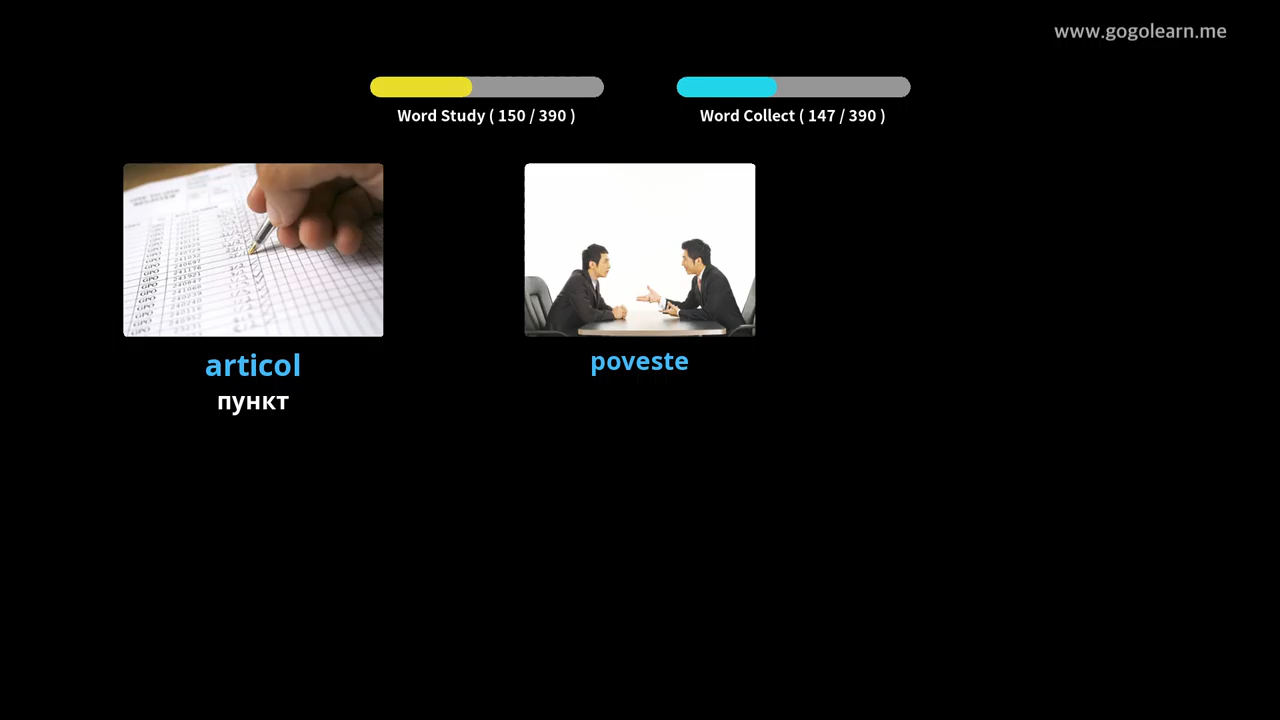 www.gogolearn.me
Word Study ( 150 / 390 )
Word Collect ( 147 / 390 )
articol
пункт
poveste